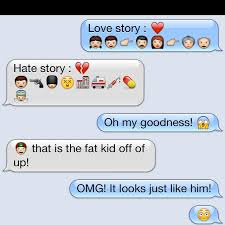 Love story :
Hate story :
Oh my goodness!
that is the fat kid off of
up!
OMG! It looks just like him!